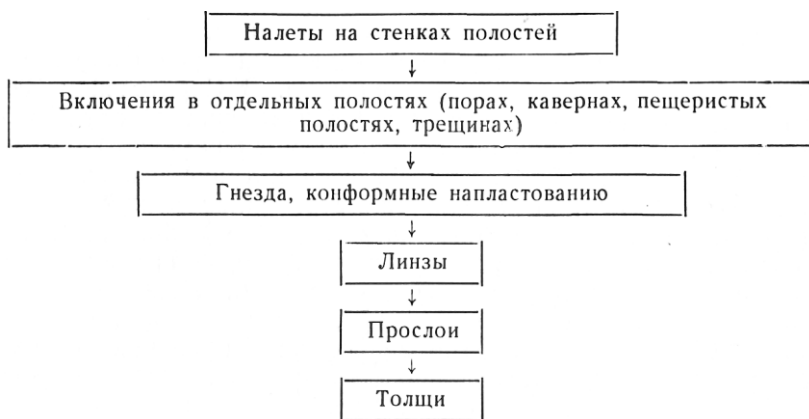 Налеты на стенках полостей
↓
Включения в отдельных полостях (порах, кавернах, пещеристых
полостях, трещинах)
↓
Гнезда, конформные напластованию
↓
Линзы
↓
Прослои
↓
Толщи